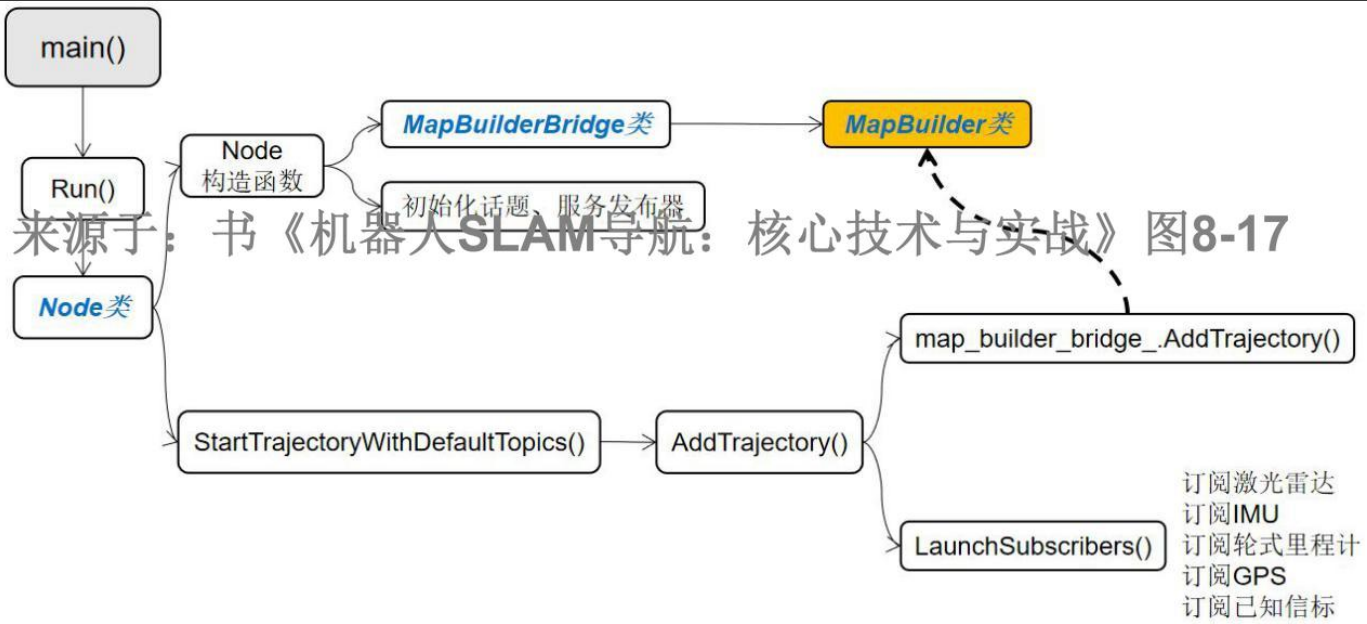 main()
Run()
Node类
Node
构造函数
MapBuilderBridge类
MapBuilder类
初始化话题、服务发布器
来源于：书《机器人SLAM导航：核心技术与实战》图8-17
StartTrajectoryWithDefaultTopics()
AddTrajectory()
map_builder_bridge_.AddTrajectory()
LaunchSubscribers()
订阅激光雷达
订阅IMU
订阅轮式里程计
订阅GPS
订阅已知信标